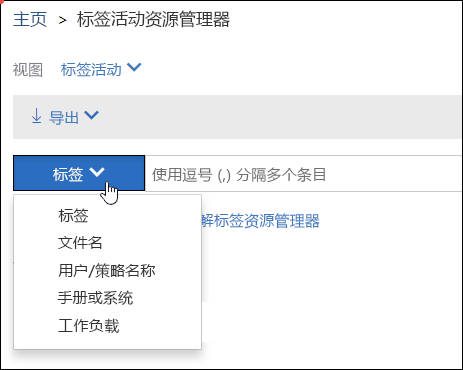 主页 > 标签活动资源管理器
视图 标签活动
导出
标签 使用逗号 (,) 分隔多个条目
标签
解标签资源管理器
文件名
用户/策略名称
手册或系统
工作负载